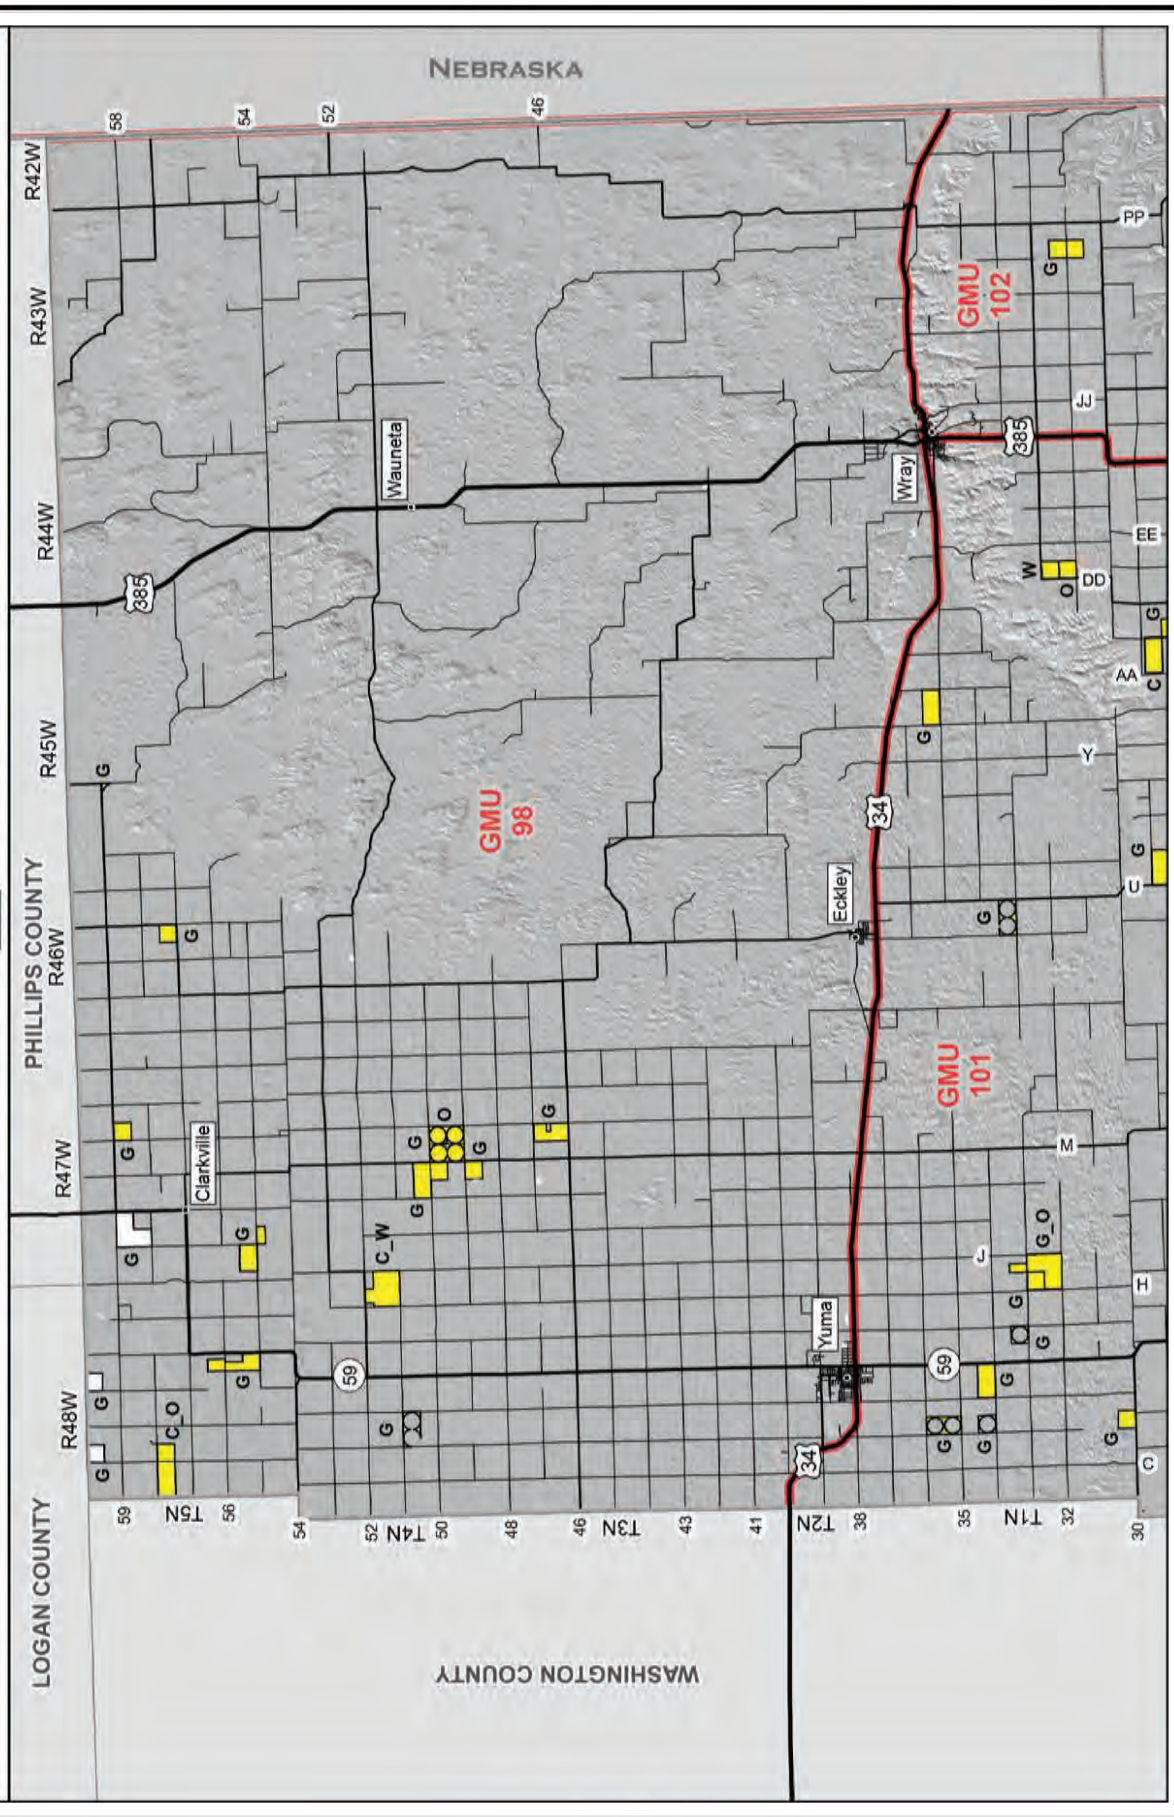 LOGAN COUNTY
PHILLIPS COUNTY
NEBRASKA
WASHINGTON COUNTY
R48W
R47W
R46W
R45W
R44W
R43W
R42W
58
54
52
46
59
T5N
56
54
52
T4N
50
48
46
T3N
43
41
T2N
38
35
T1N
32
30
G
G
C_O
G
G
G
G
Clarkville
G
G
385
59
G
C_W
G
G
O
G
G
Wauneta
GMU
98
Yuma
34
Eckley
34
Wray
385
GMU
101
GMU
102
59
G
G
G
G
C
G
G
G_O
J
H
M
G
U
G
Y
G
AA
C
G
W
O
DD
EE
JJ
G
PP